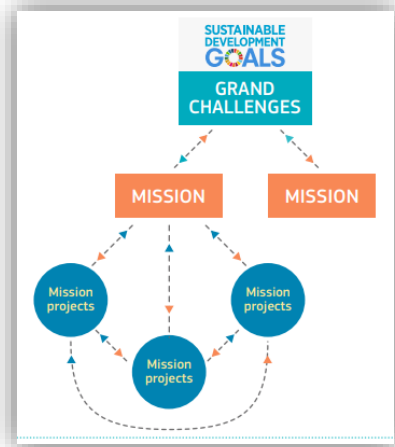 SUSTAINABLE
DEVELOPMENT
GOALS
GRAND
CHALLENGES
MISSION
MISSION
Mission
projects
Mission
projects
Mission
projects